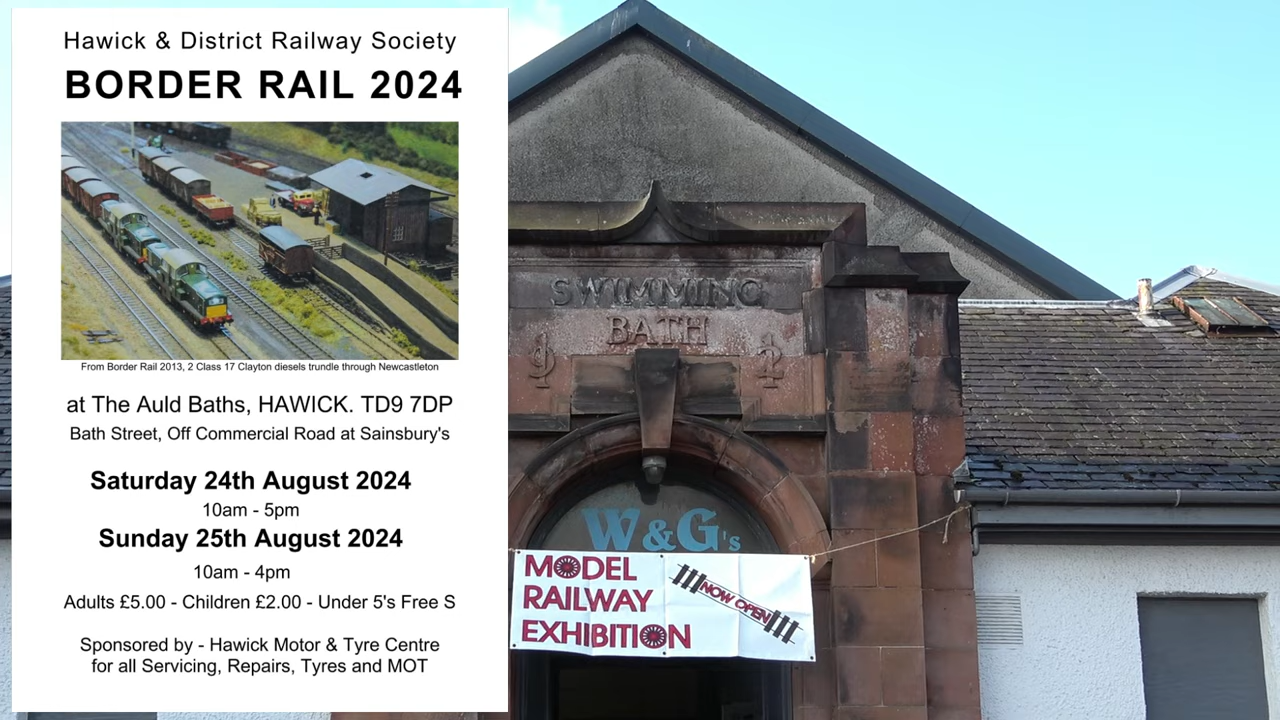 Hawick & District Railway Society
BORDER RAIL 2024
From Border Rail 2013, 2 Class 17 Clayton diesels trundle through Newcastleton
at The Auld Baths, HAWICK. TD9 7DP
Bath Street, Off Commercial Road at Sainsbury's
Saturday 24th August 2024
10am - 5pm
Sunday 25th August 2024
10am - 4pm
Adults £5.00 - Children £2.00 - Under 5's Free S
Sponsored by - Hawick Motor & Tyre Centre
for all Servicing, Repairs, Tyres and MOT
SWIMMING
BATH
W&G's
MODEL
RAILWAY
EXHIBITION
NOW OPEN